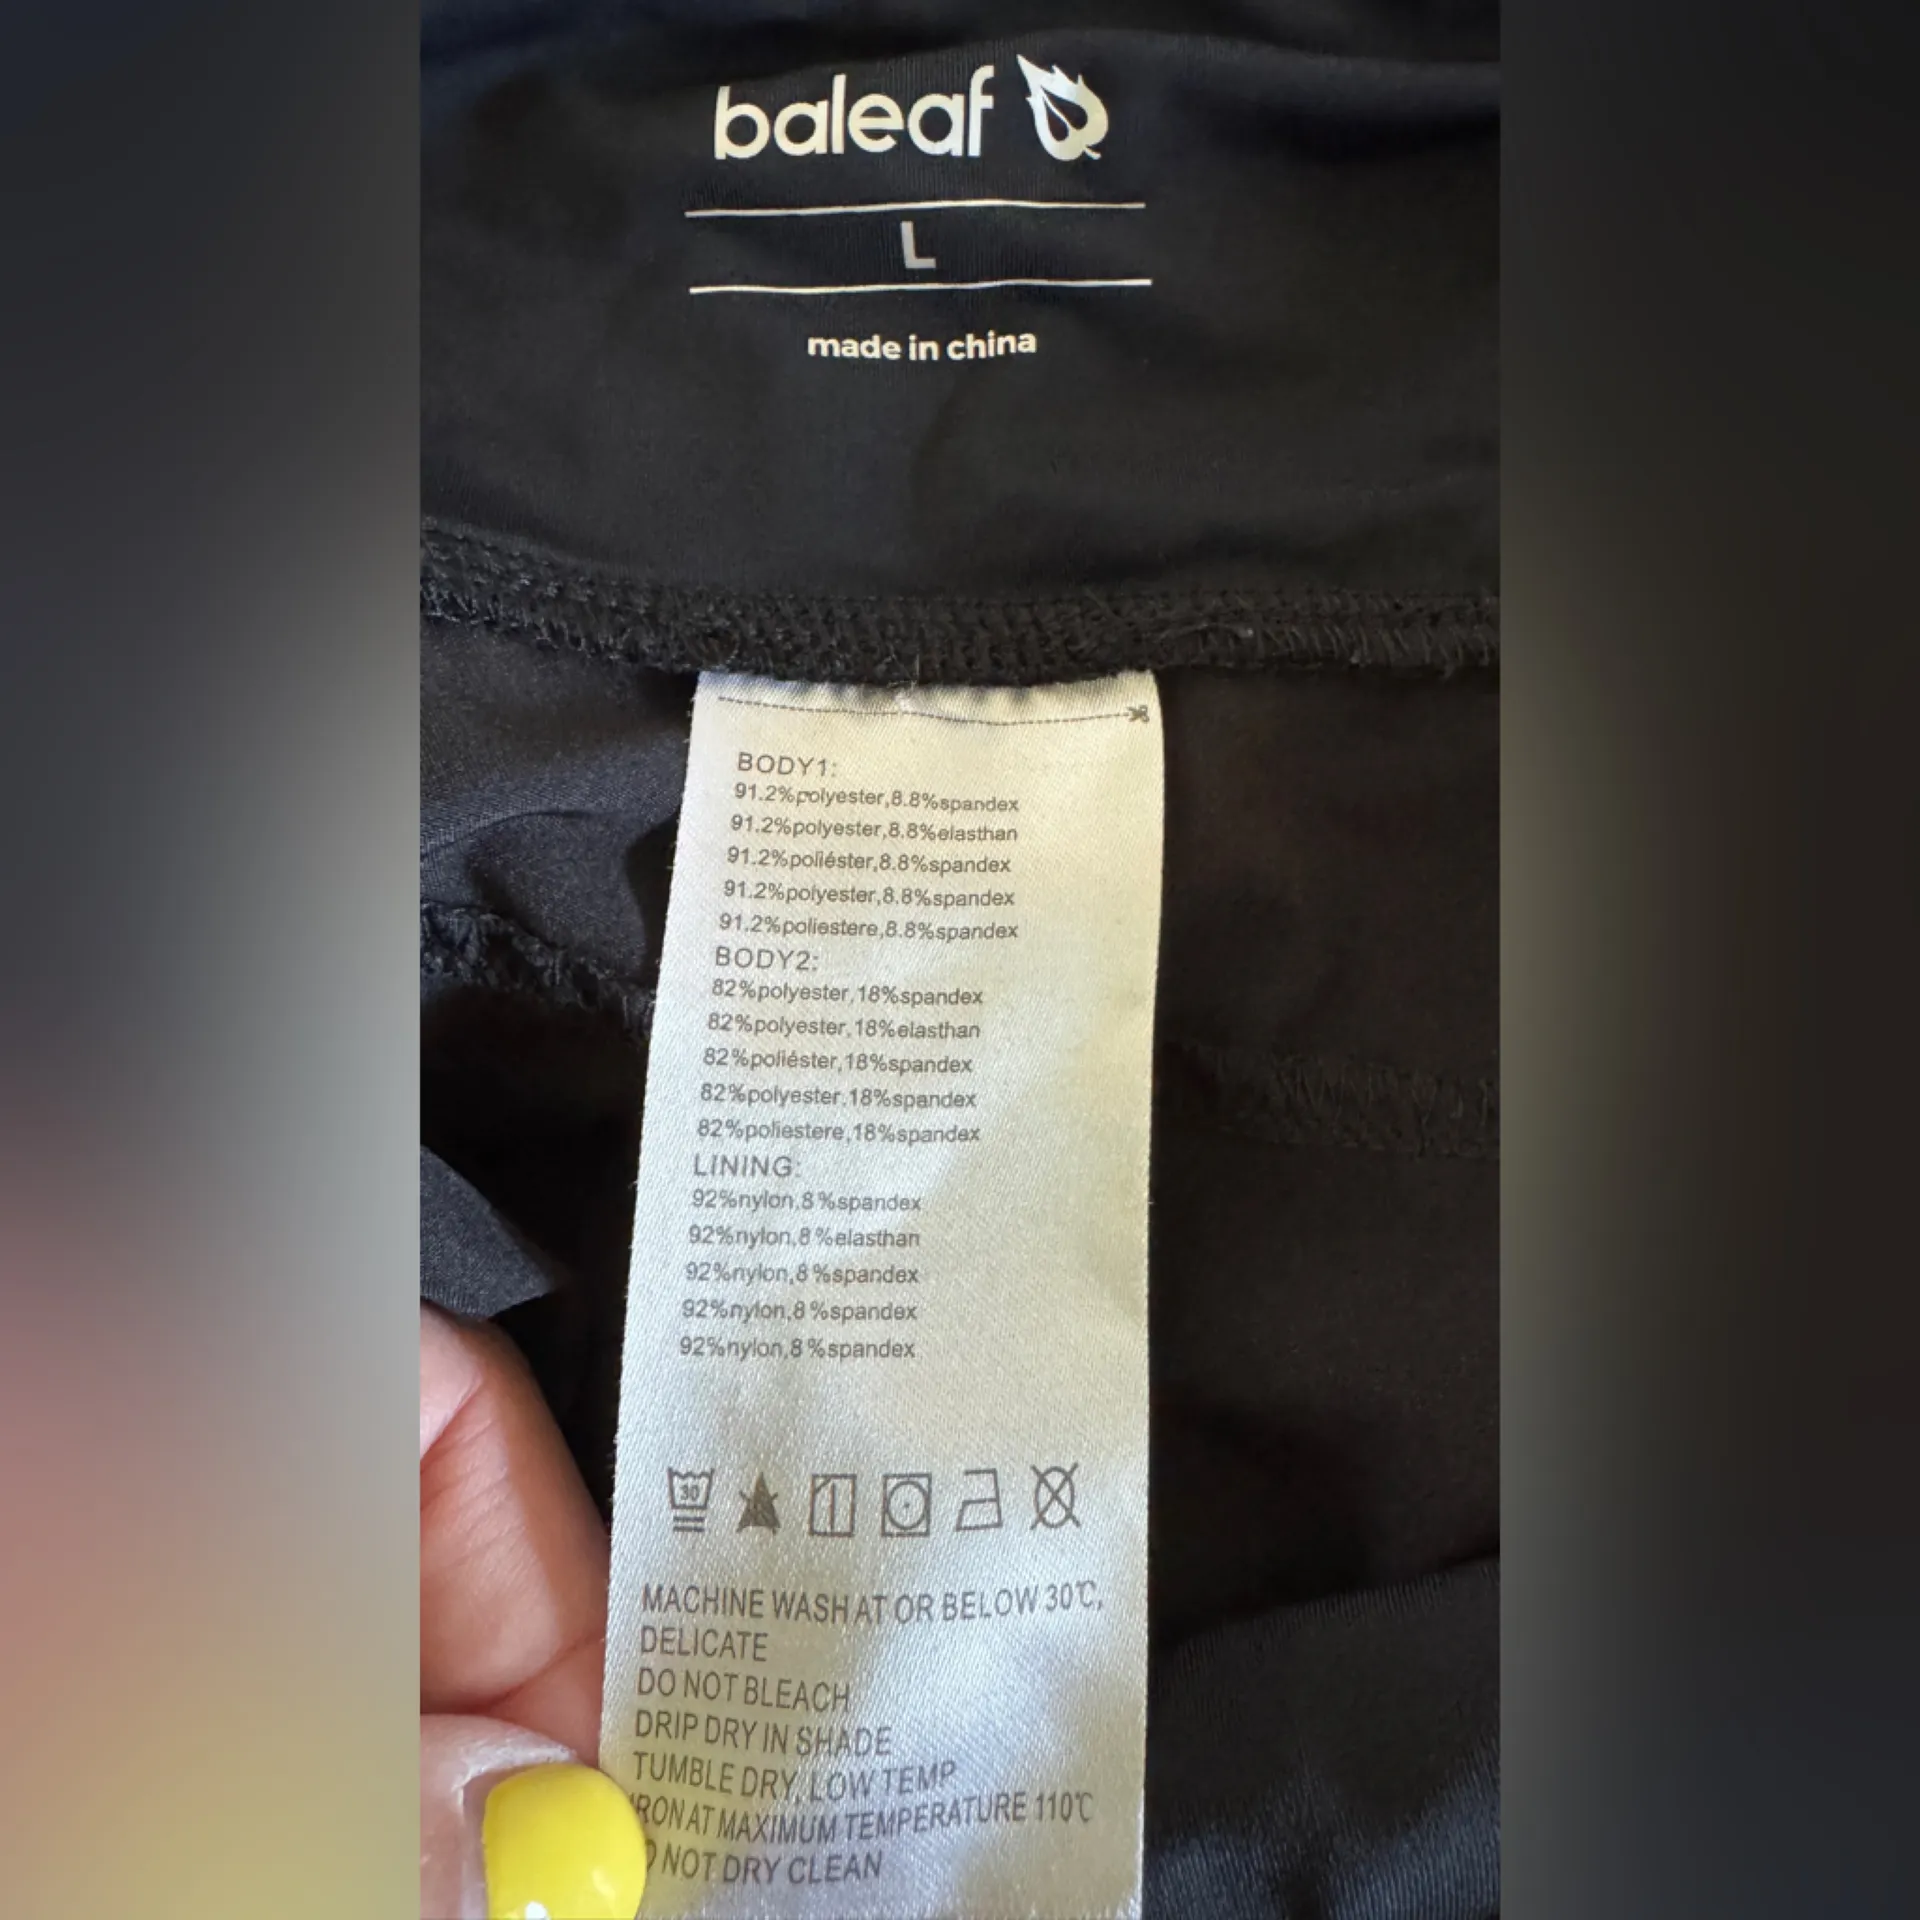 baleaf
L
made in china
BODY1:
91.2%polyester,8.8%spandex
91.2%polyester,8.8%elasthan
91.2%poliéster,8.8%spandex
91.2%polyester,8.8%spandex
91.2%poliestere,8.8%spandex
BODY2:
82%polyester,18%spandex
82%polyester,18%elasthan
82%poliéster,18%spandex
82%polyester,18%spandex
82%poliestere,18%spandex
LINING:
92%nylon,8%spandex
92%nylon,8%elasthan
92%nylon,8%spandex
92%nylon,8%spandex
92%nylon,8%spandex
30
MACHINE WASH AT OR BELOW 30℃,
DELICATE
DO NOT BLEACH
DRIP DRY IN SHADE
TUMBLE DRY, LOW TEMP
IRON AT MAXIMUM TEMPERATURE 110℃
O NOT DRY CLEAN